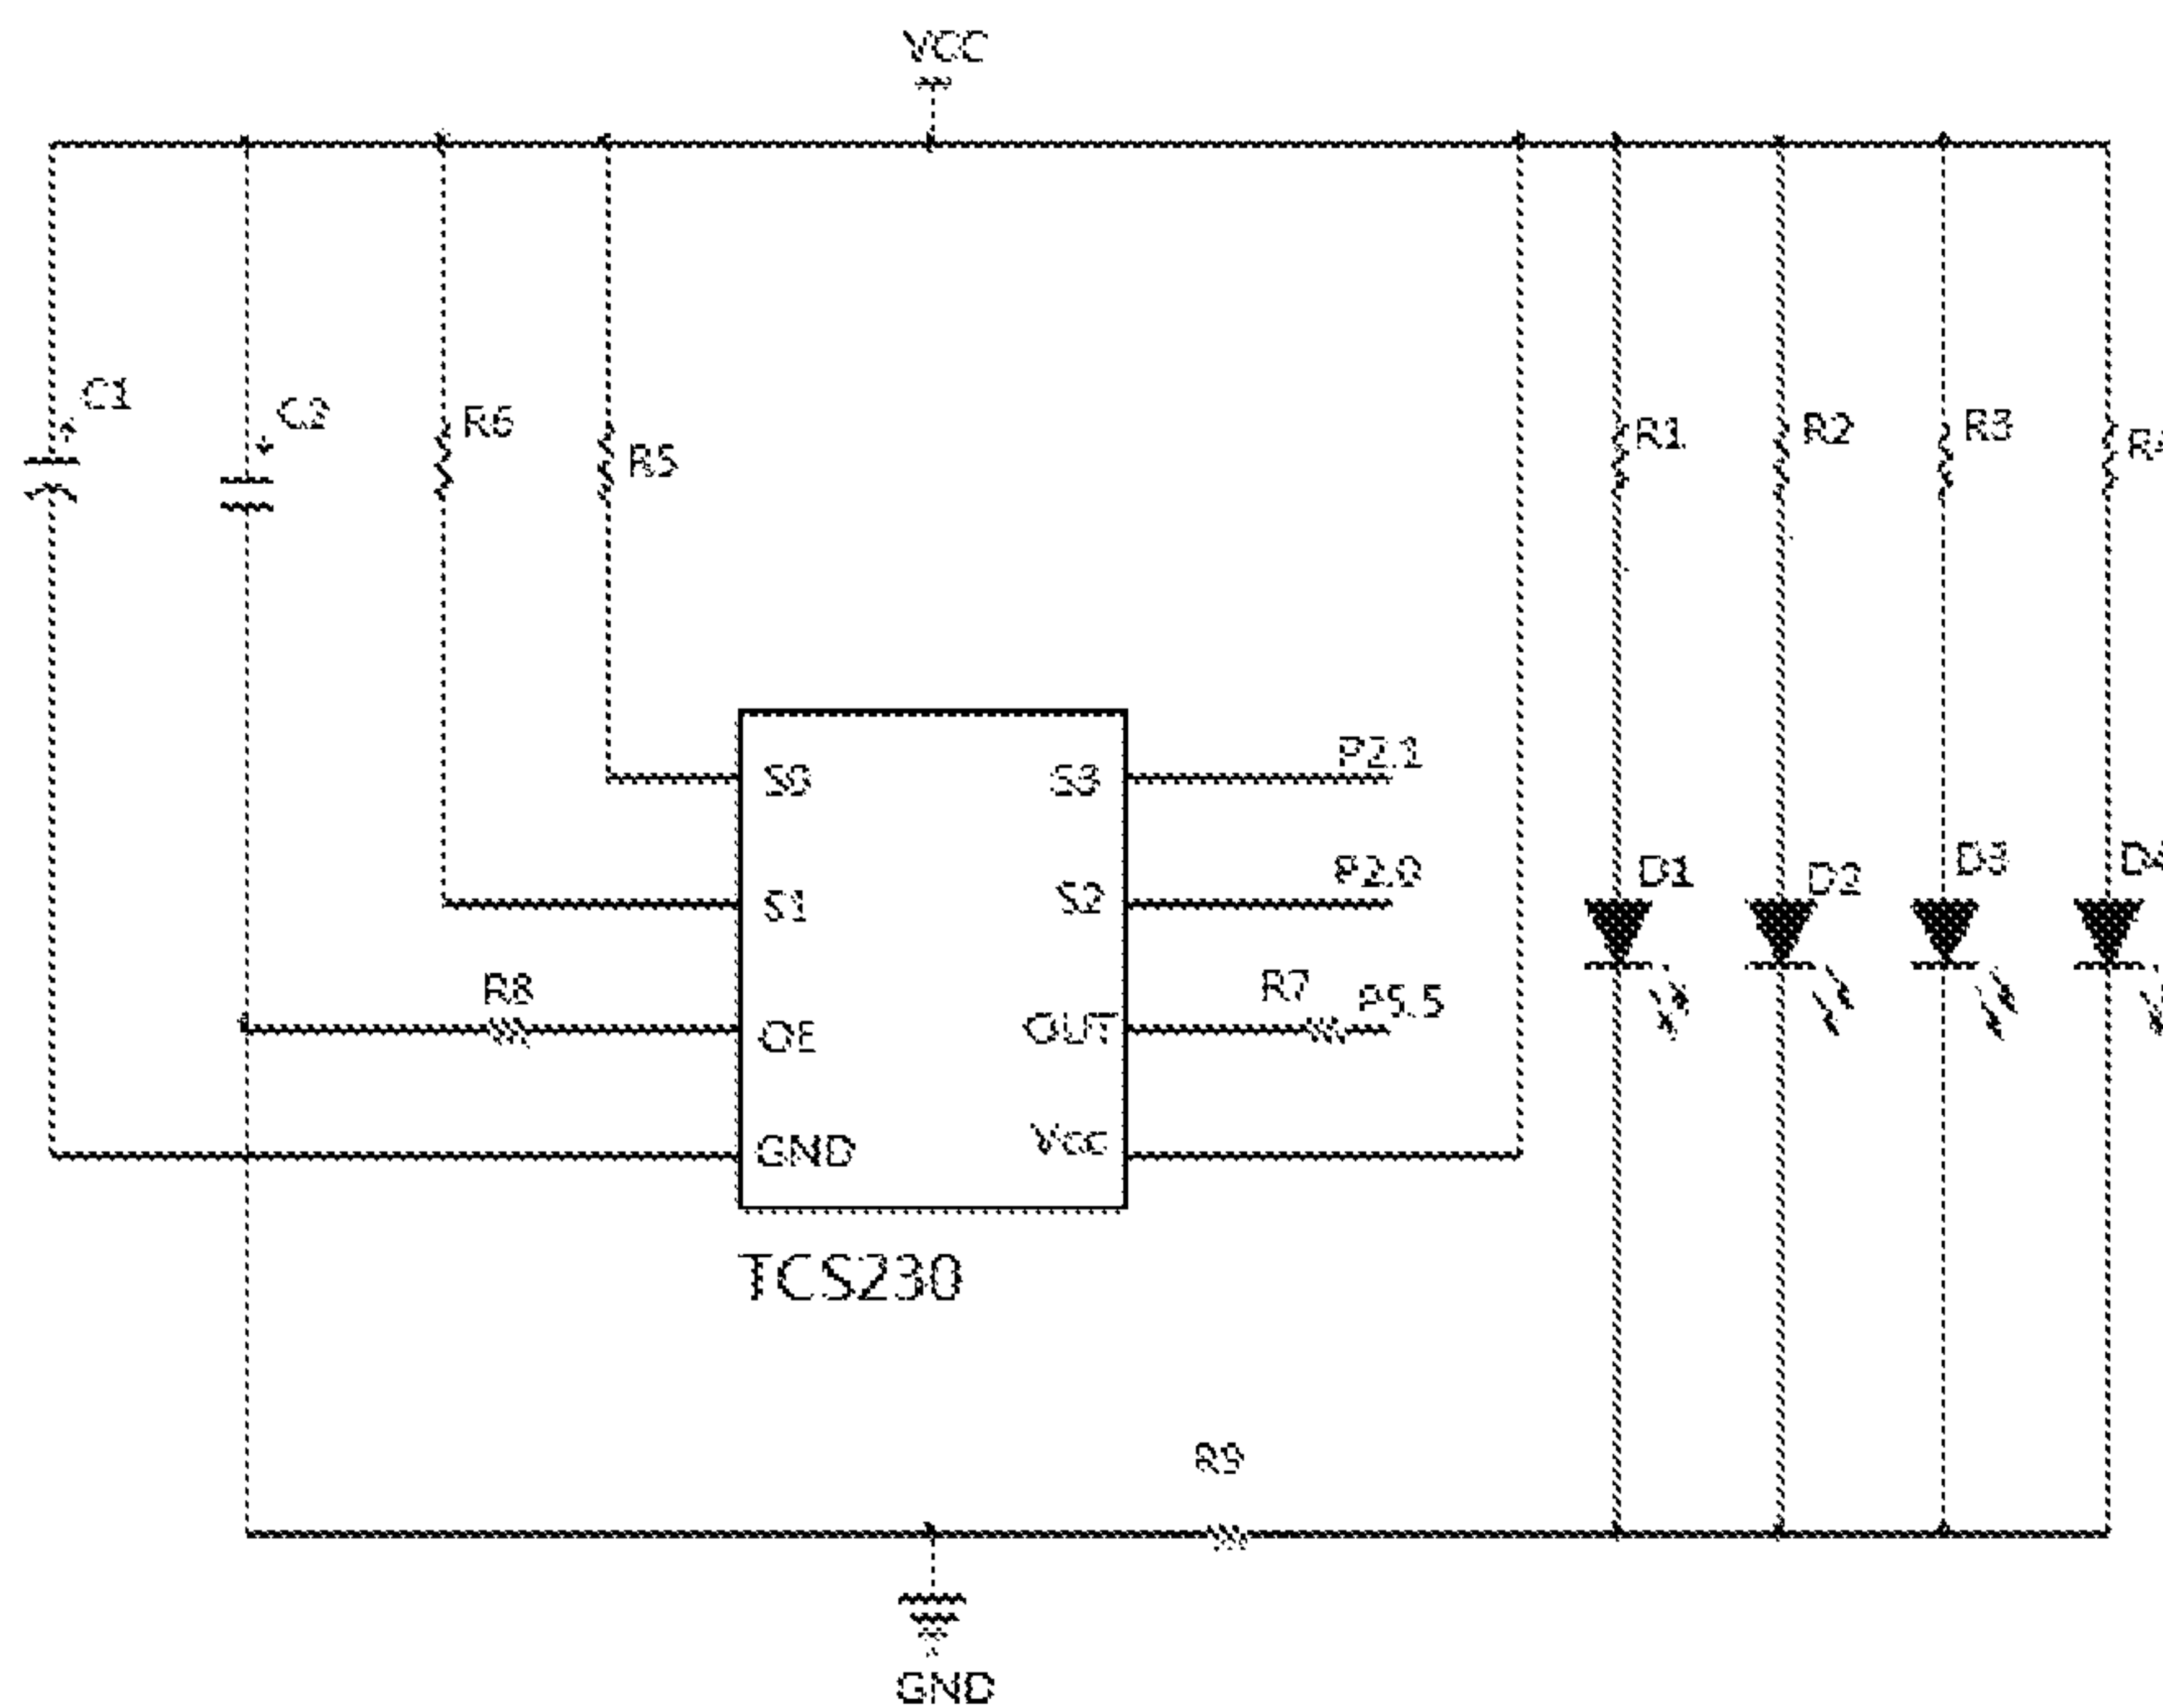 VCC
C1
C2
R6
R5
R1
R2
R3
S0
S3
P2.1
S1
S2
P2.0
D1
D2
D3
R8
OE
OUT
R7
P5.5
GND
Vcc
TCS230
R9
GND